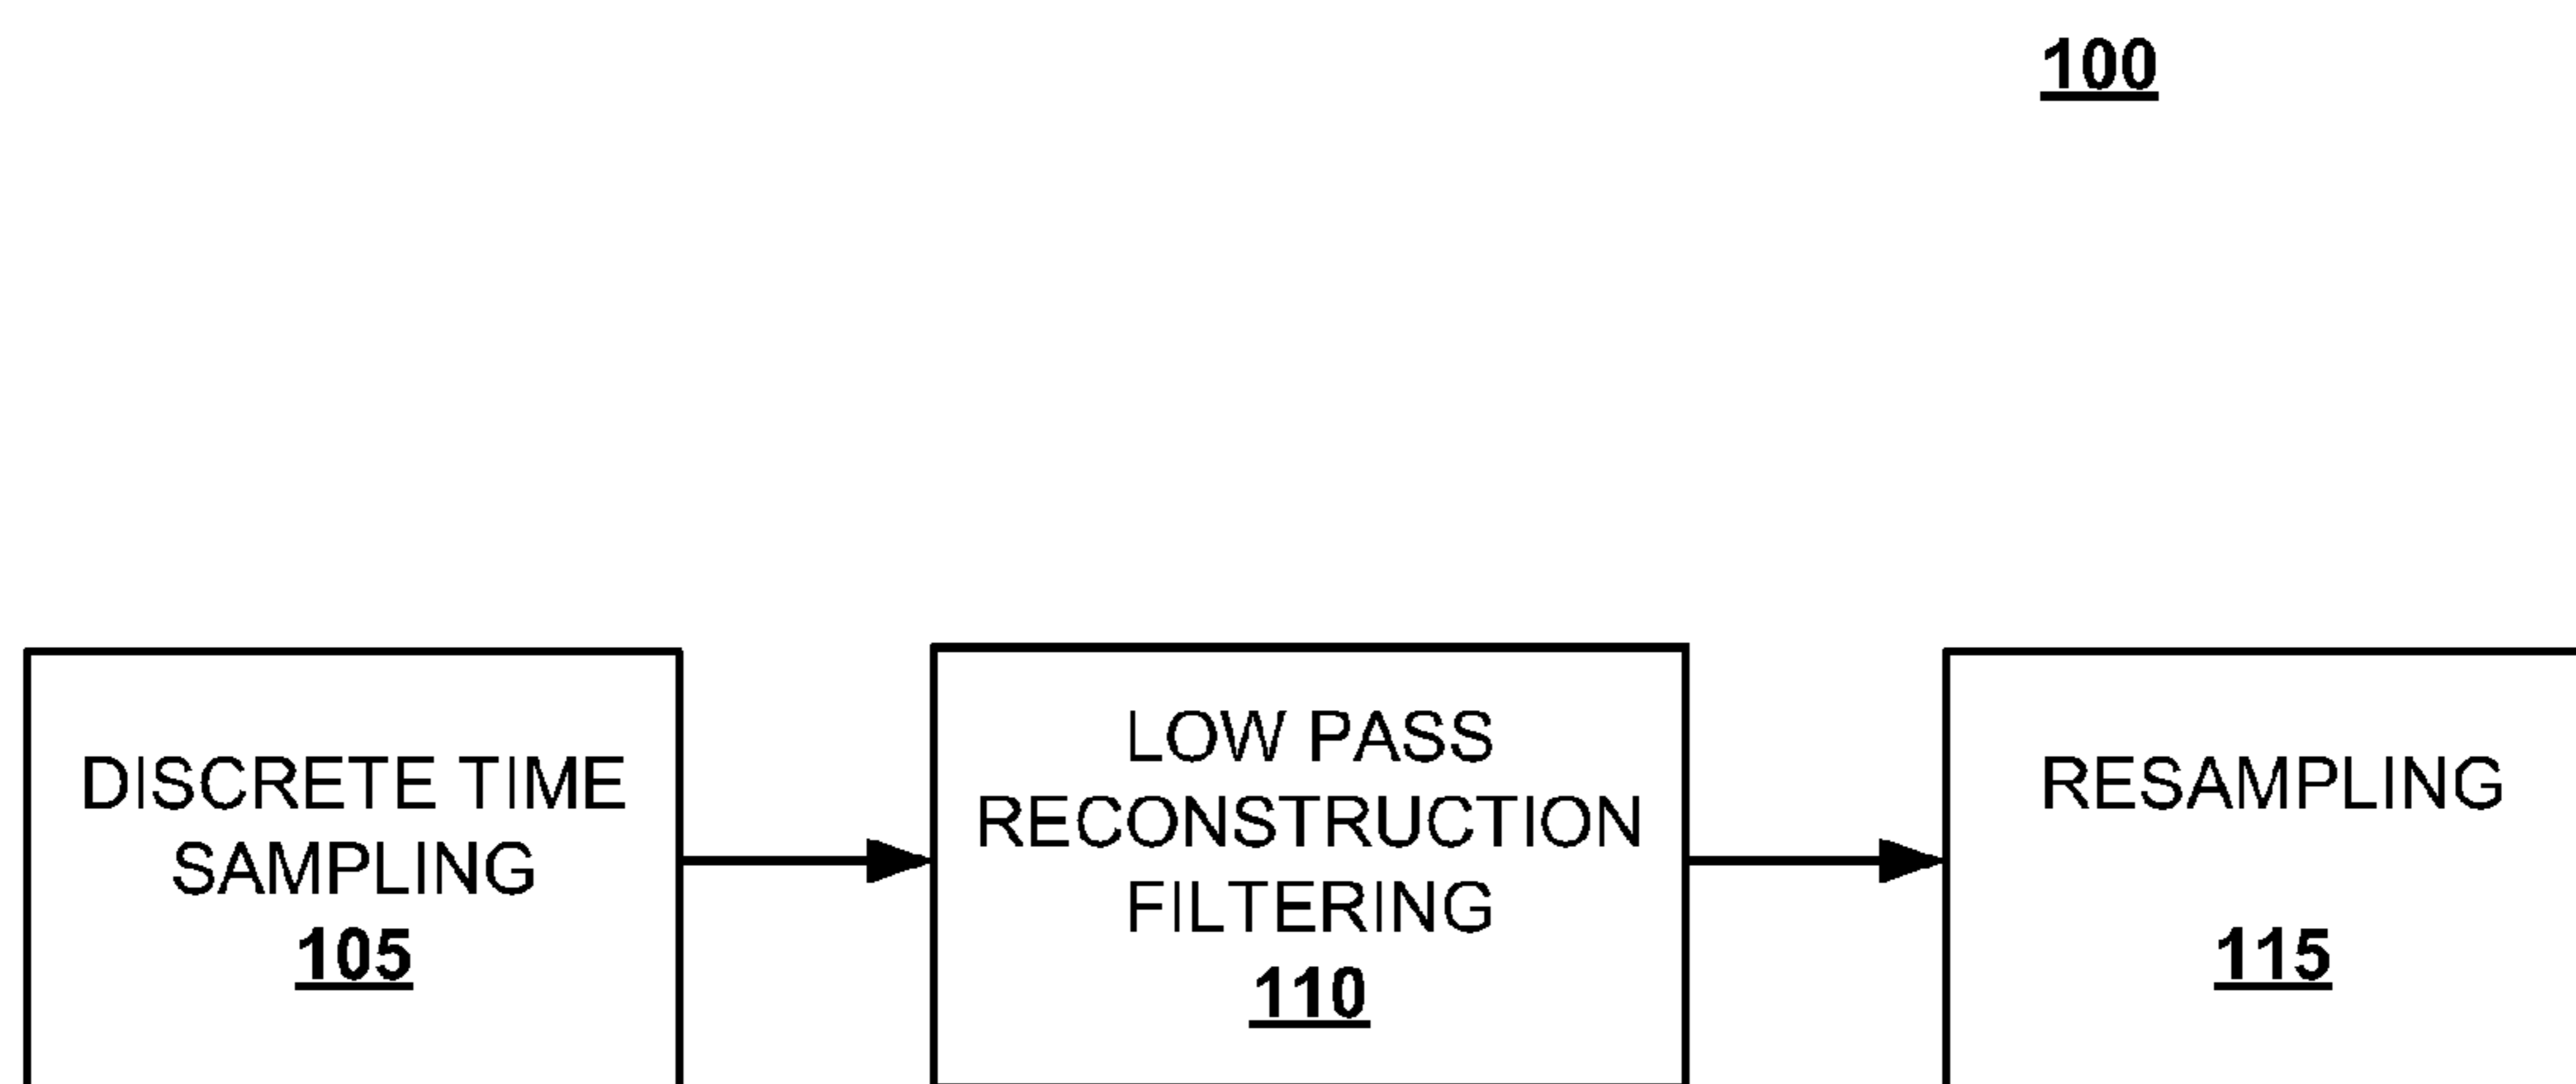 100
DISCRETE TIME
SAMPLING
105
LOW PASS
RECONSTRUCTION
FILTERING
110
RESAMPLING
115